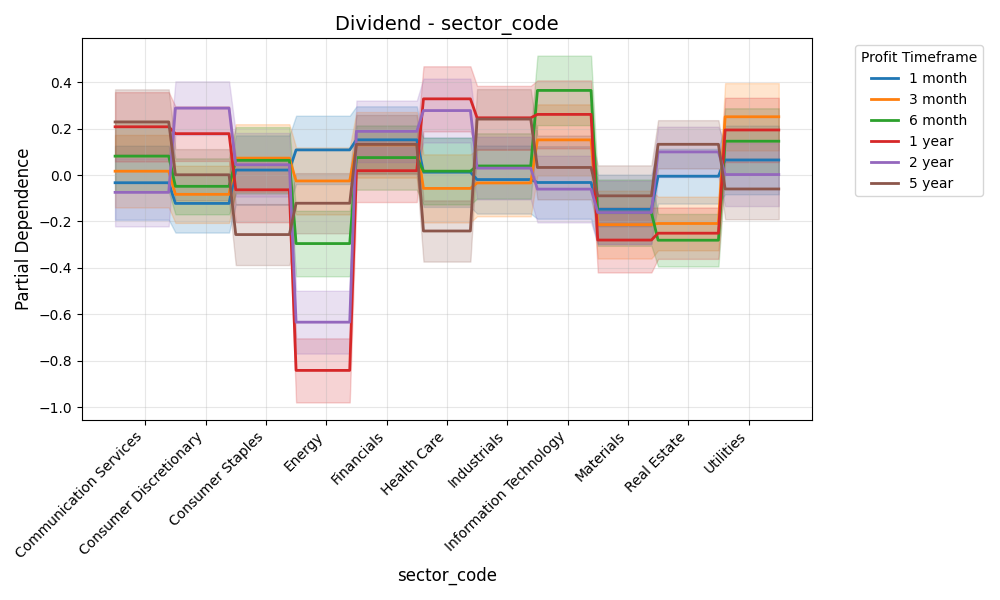 Dividend - sector_code
Profit Timeframe
1 month
3 month
6 month
1 year
2 year
5 year
Partial Dependence
0.4
0.2
0.0
−0.2
−0.4
−0.6
−0.8
−1.0
Communication Services
Consumer Discretionary
Consumer Staples
Energy
Financials
Health Care
Industrials
Information Technology
Materials
Real Estate
Utilities
sector_code